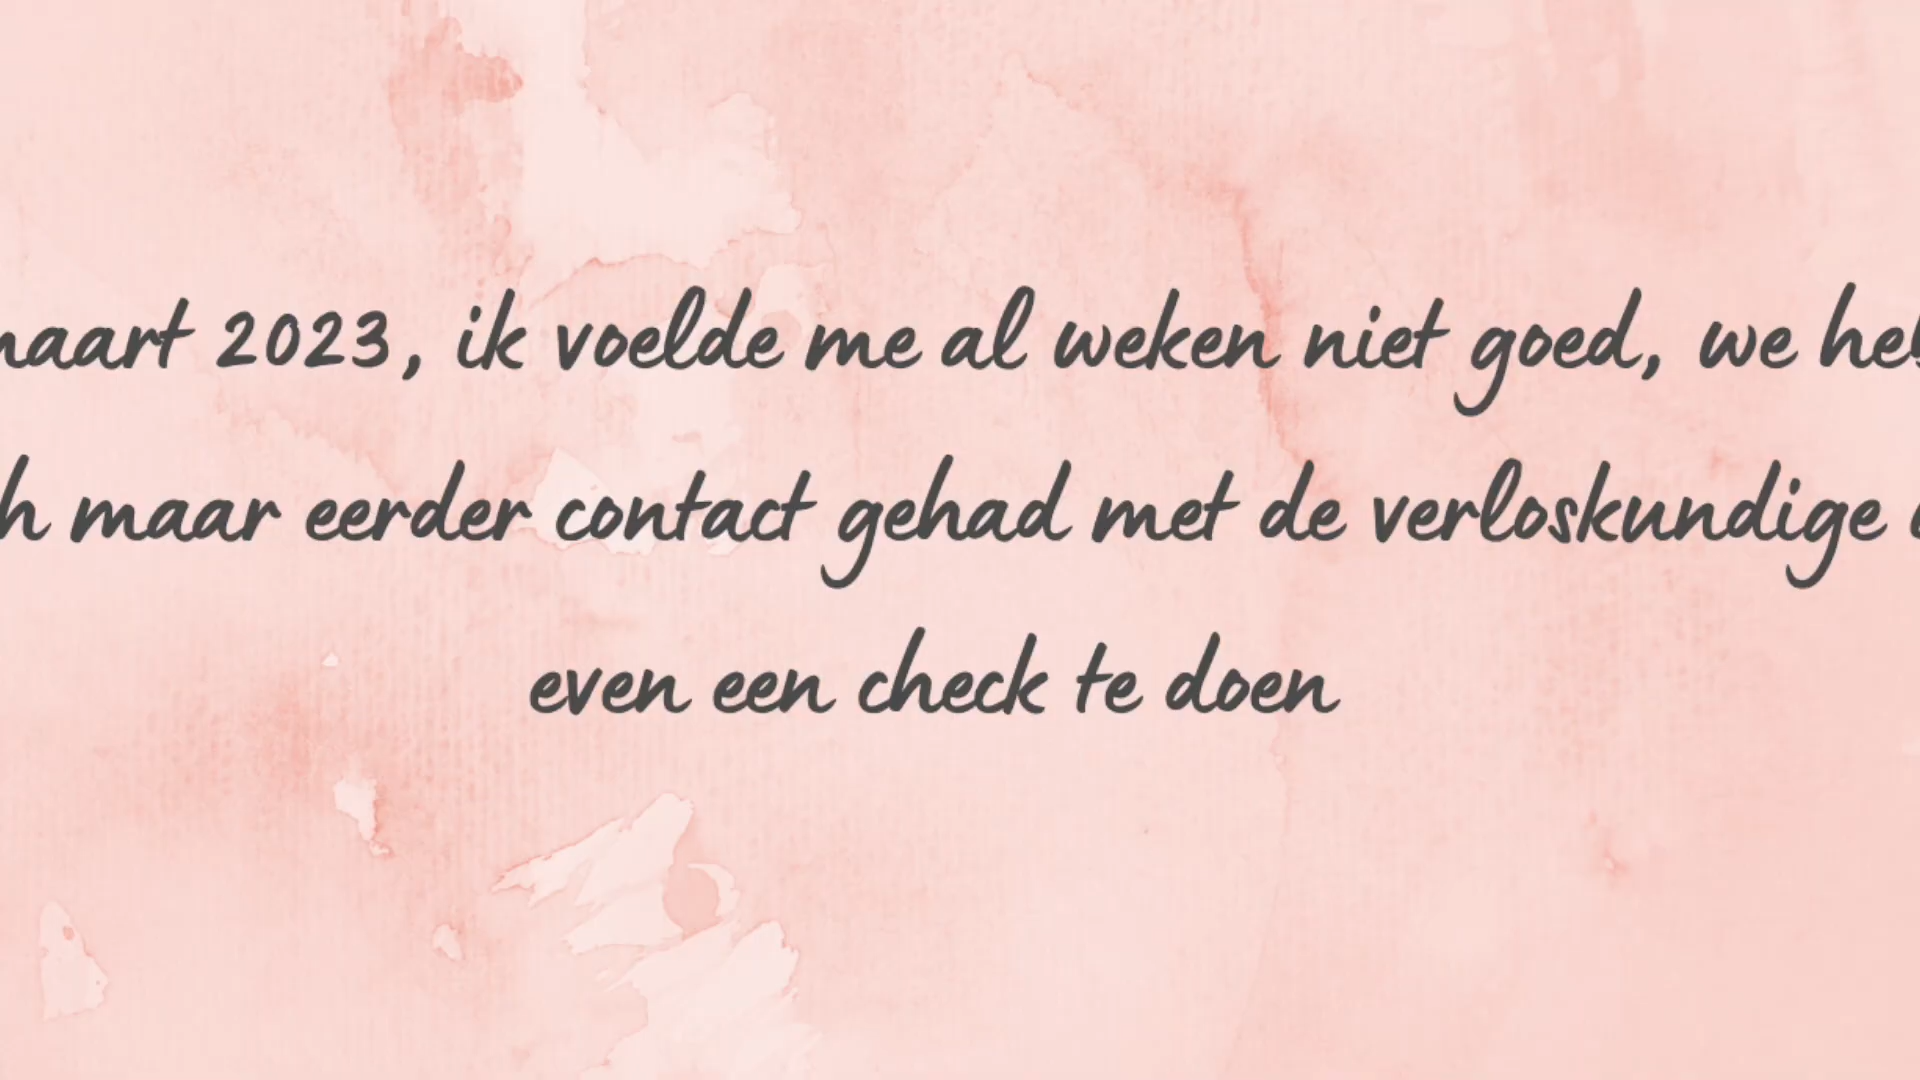 maart 2023, ik voelde me al weken niet goed, we
maar eerder contact gehad met de verloskundige
even een check te doen